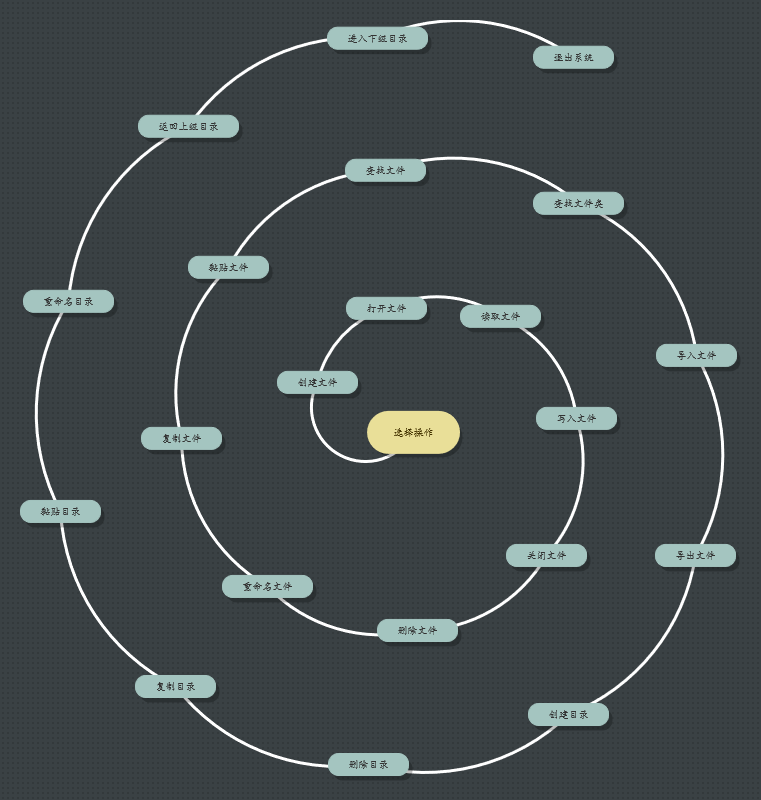 选择操作
创建文件
打开文件
读取文件
写入文件
关闭文件
删除文件
重命名文件
复制文件
黏贴文件
查找文件
查找文件类
导入文件
导出文件
创建目录
删除目录
复制目录
黏贴目录
重命名目录
返回上级目录
进入下级目录
退出系统